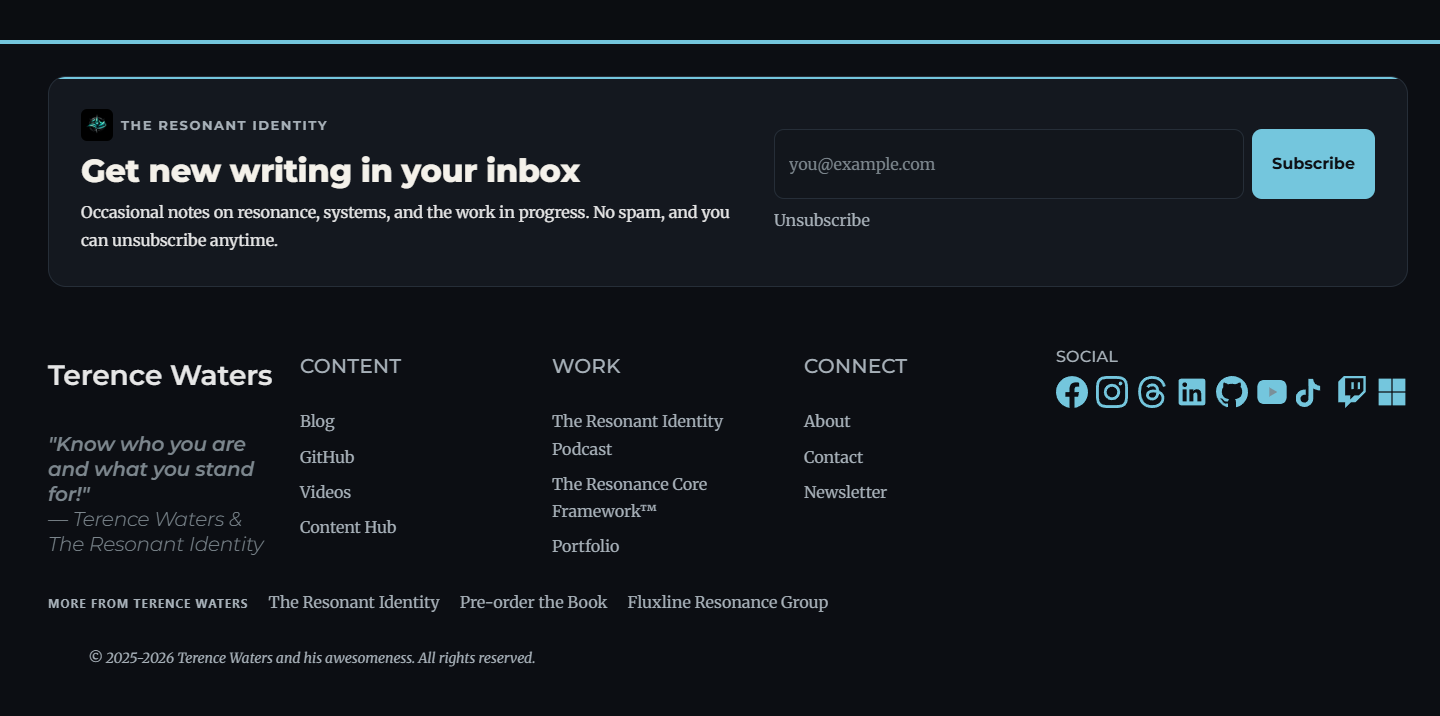 THE RESONANT IDENTITY
Get new writing in your inbox
Occasional notes on resonance, systems, and the work in progress. No spam, and you
can unsubscribe anytime.
you@example.com
Subscribe
Unsubscribe
Terence Waters
"Know who you are
and what you stand
for!"
— Terence Waters &
The Resonant Identity
CONTENT
Blog
GitHub
Videos
Content Hub
WORK
The Resonant Identity
Podcast
The Resonance Core
Framework™
Portfolio
CONNECT
About
Contact
Newsletter
SOCIAL
MORE FROM TERENCE WATERS The Resonant Identity Pre-order the Book Fluxline Resonance Group
© 2025-2026 Terence Waters and his awesomeness. All rights reserved.